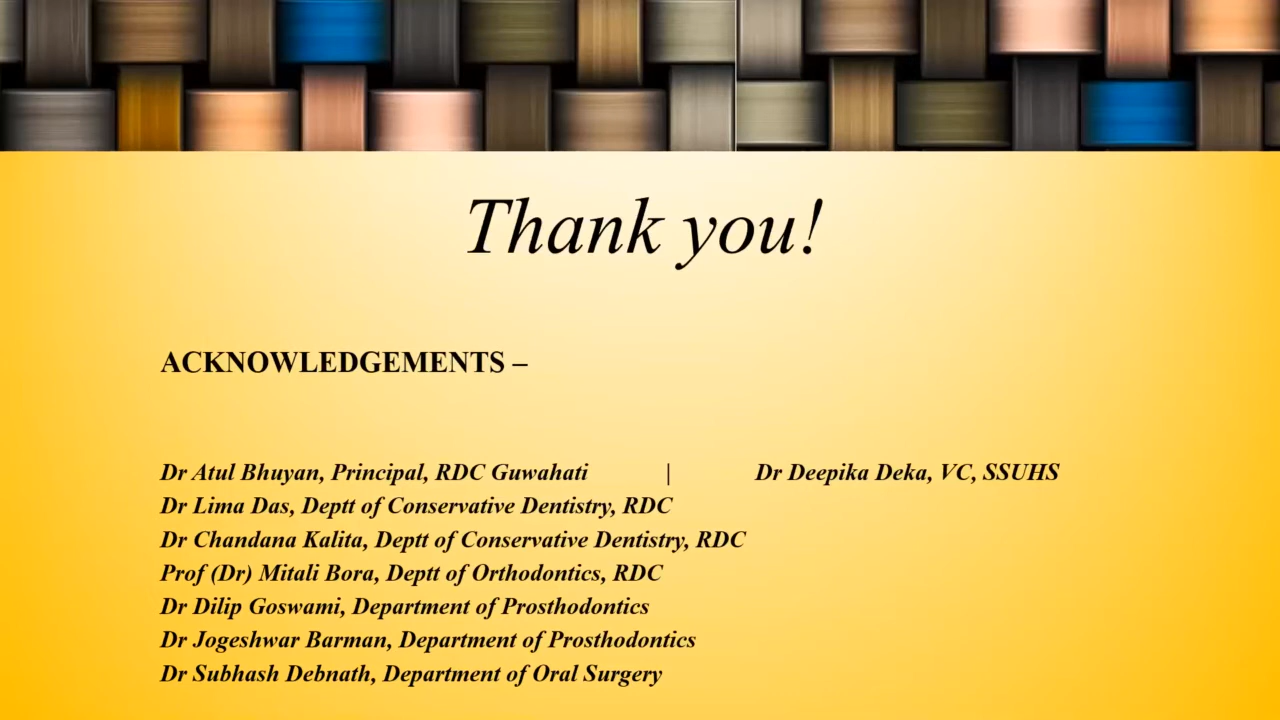 Thank you!
ACKNOWLEDGEMENTS –
Dr Atul Bhuyan, Principal, RDC Guwahati | Dr Deepika Deka, VC, SSUHS
Dr Lima Das, Deptt of Conservative Dentistry, RDC
Dr Chandana Kalita, Deptt of Conservative Dentistry, RDC
Prof (Dr) Mitali Bora, Deptt of Orthodontics, RDC
Dr Dilip Goswami, Department of Prosthodontics
Dr Jogeshwar Barman, Department of Prosthodontics
Dr Subhash Debnath, Department of Oral Surgery